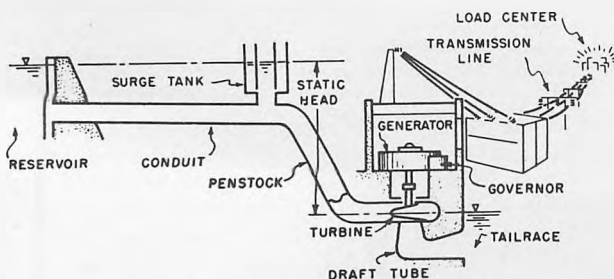 LOAD CENTER
TRANSMISSION
LINE
SURGE TANK
STATIC
HEAD
GENERATOR
RESERVOIR
CONDUIT
PENSTOCK
GOVERNOR
TURBINE
TAILRACE
DRAFT TUBE